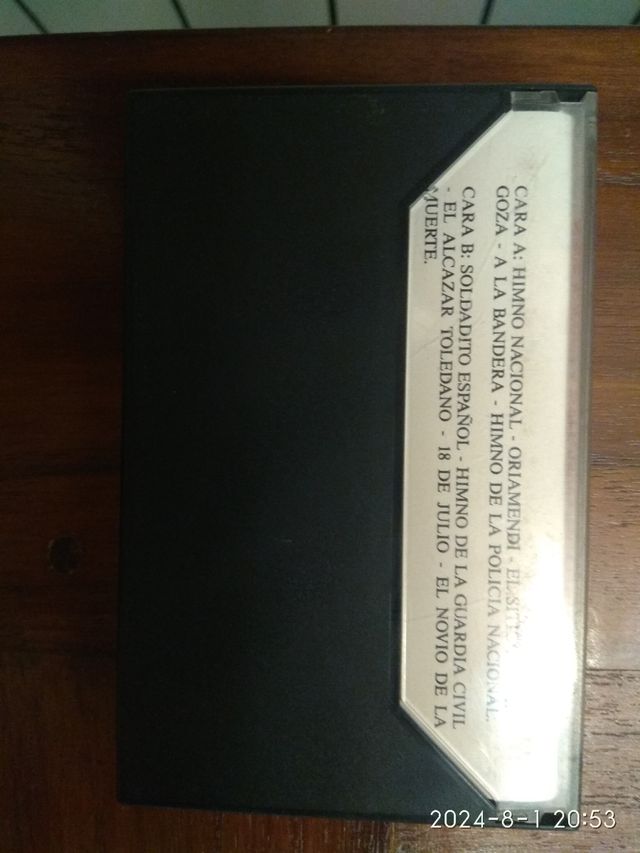 CARA A: HIMNO NACIONAL - ORIAMENDI - EL
GOZA - A LA BANDERA - HIMNO DE LA POLICIA NACIONAL.
CARA B: SOLDADITO ESPAÑOL - HIMNO DE LA GUARDIA CIVIL
- EL ALCAZAR TOLEDANO - 18 DE JULIO - EL NOVIO DE LA
MUERTE.
2024-8-1 20:53